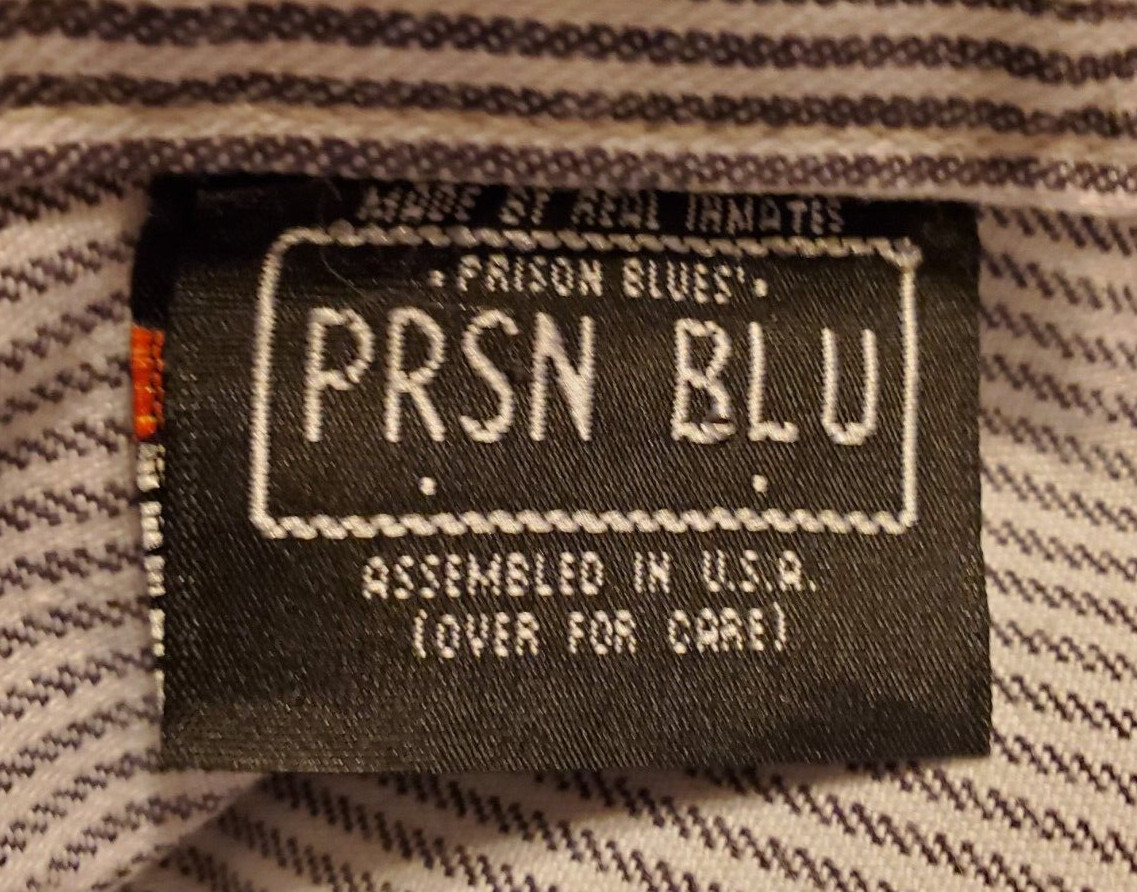 MADE BY REAL INMATES
· PRISON BLUES' ·
PRSN BLU
ASSEMBLED IN U.S.A.
(OVER FOR CARE)